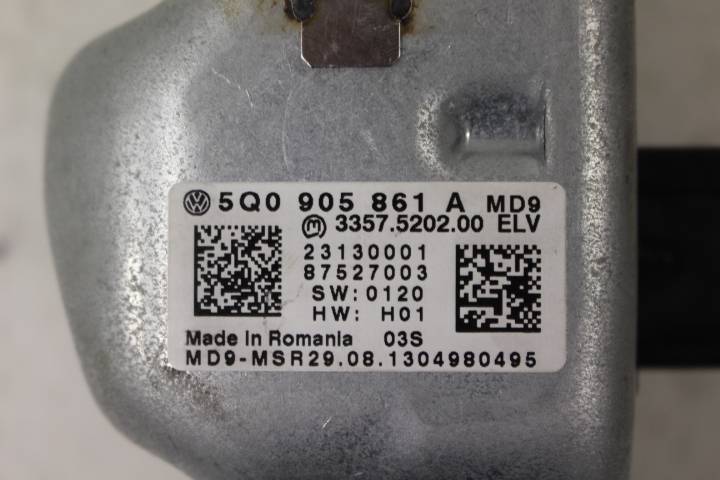 5Q0 905 861 A MD9
3357.5202.00 ELV
23130001
87527003
SW:0120
HW: H01
Made in Romania 03S
MD9-MSR29.08.1304980495